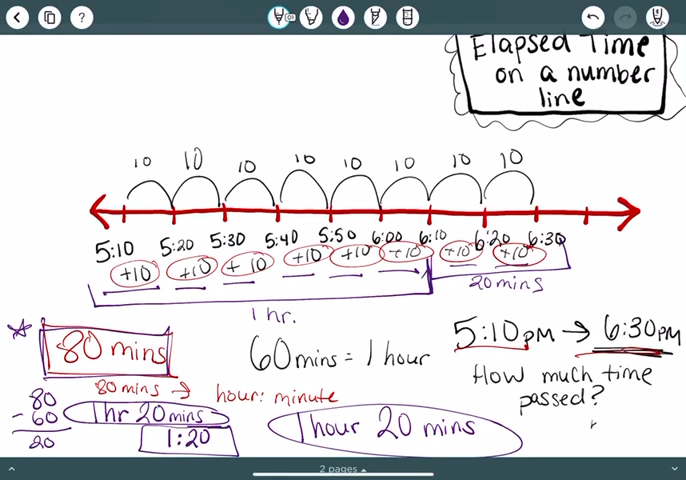 Elapsed Time
on a number
line
10 10 10 10 10 10 10 10
5:10 5:20 5:30 5:40 5:50 6:00 6:10 6:20 6:30
+10 +10 +10 +10 +10 +10 +10 +10
20 mins
1 hr.
80 mins
60 mins = 1 hour
5:10 PM → 6:30 PM
How much time
passed?
80 mins → hour: minute
80
- 60
20
1 hr 20 mins
1:20
1 hour 20 mins
2 pages